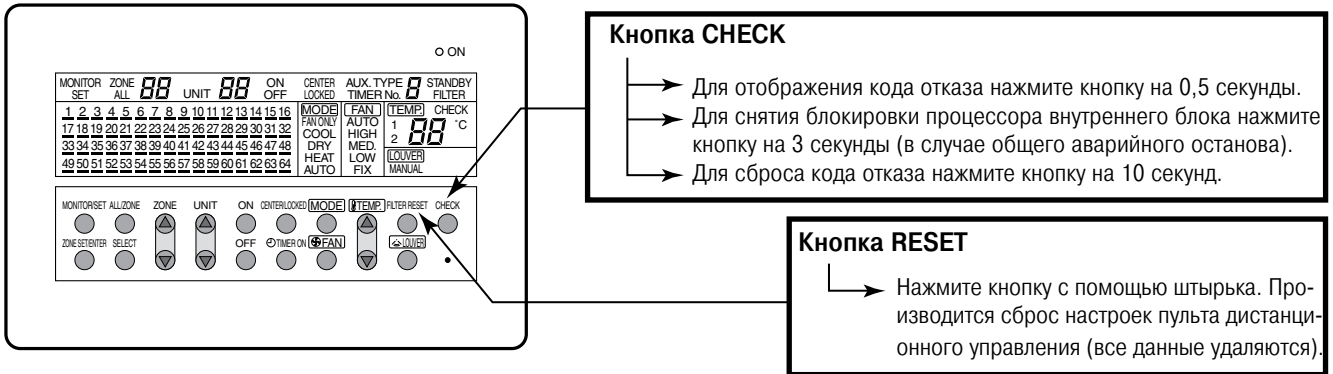 ON
MONITOR ZONE 88 UNIT 88 ON CENTER AUX. TYPE 8 STANDBY
SET ALL OFF LOCKED TIMER No. FILTER
1 2 3 4 5 6 7 8 9 10 11 12 13 14 15 16 MODE FAN TEMP. CHECK
17 18 19 20 21 22 23 24 25 26 27 28 29 30 31 32 FAN ONLY AUTO 1 88 °C
33 34 35 36 37 38 39 40 41 42 43 44 45 46 47 48 COOL HIGH 2
49 50 51 52 53 54 55 56 57 58 59 60 61 62 63 64 DRY MED. LOUVER
HEAT LOW MANUAL
AUTO FIX
MONITOR/SET ALL/ZONE ZONE UNIT ON CENTER/LOCKED MODE TEMP. FILTER RESET CHECK
ZONE SET/ENTER SELECT OFF TIMER ON FAN LOUVER
Кнопка CHECK
Для отображения кода отказа нажмите кнопку на 0,5 секунды.
Для снятия блокировки процессора внутреннего блока нажмите
кнопку на 3 секунды (в случае общего аварийного останова).
Для сброса кода отказа нажмите кнопку на 10 секунд.
Кнопка RESET
Нажмите кнопку с помощью штырька. Про-
изводится сброс настроек пульта дистанци-
онного управления (все данные удаляются).